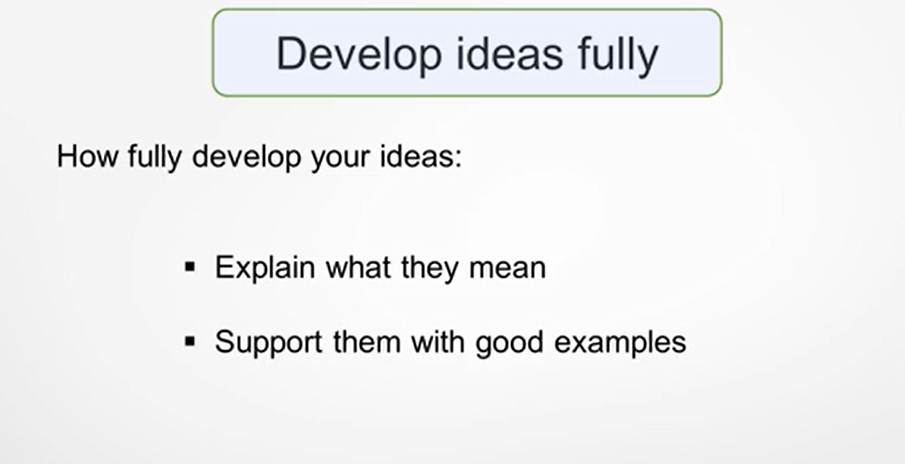 Develop ideas fully
How fully develop your ideas:
▪ Explain what they mean
▪ Support them with good examples